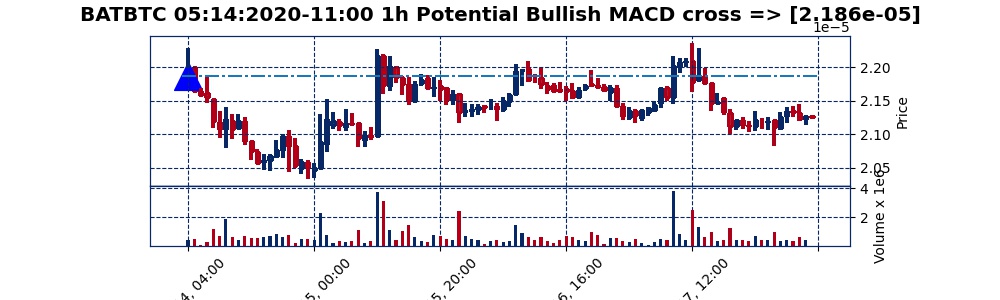 BATBTC 05:14:2020-11:00 1h Potential Bullish MACD cross => [2.186e-05]
1e−5
2.20
2.15
2.10
2.05
Price
4
2
Volume x 1e6
4, 04:00
5, 00:00
5, 20:00
6, 16:00
7, 12:00